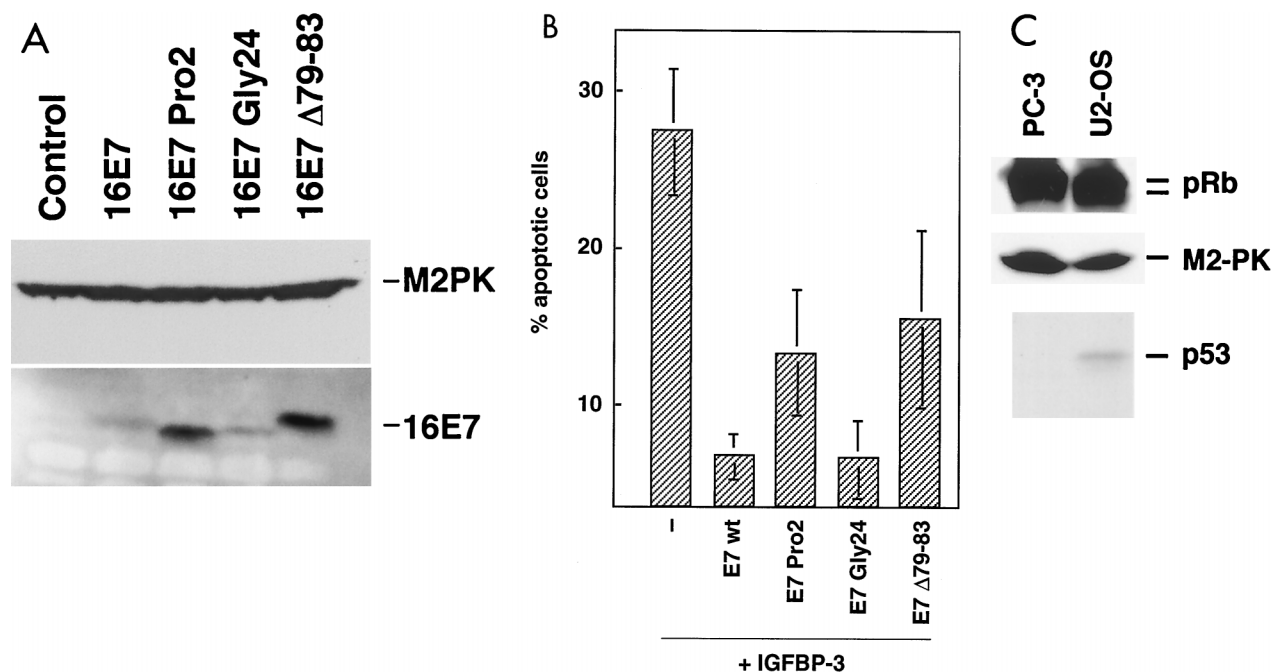 A
Control
16E7
16E7 Pro2
16E7 Gly24
16E7 Δ79-83
–M2PK
–16E7
B
% apoptotic cells
30
20
10
–
E7 wt
E7 Pro2
E7 Gly24
E7 Δ79-83
+ IGFBP-3
C
PC-3
U2-OS
pRb
M2-PK
p53